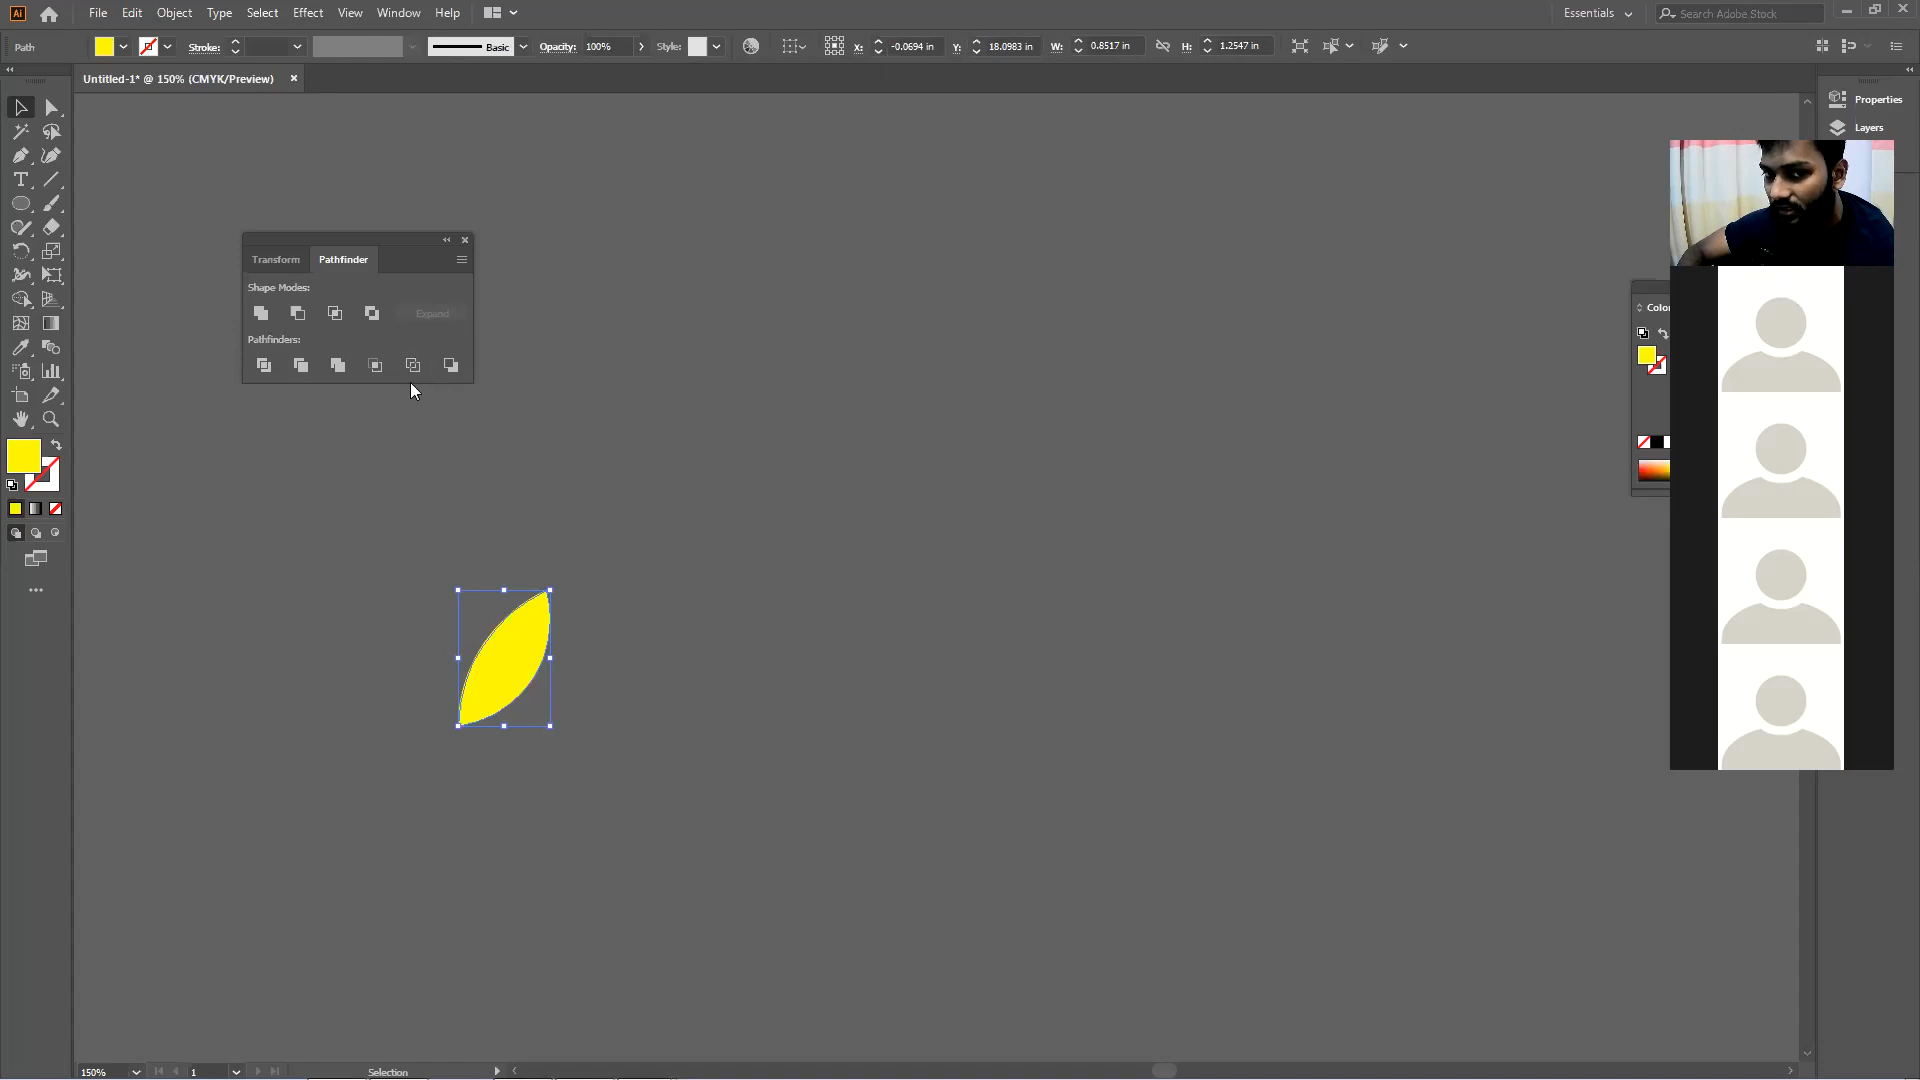 Ai File Edit Object Type Select Effect View Window Help Essentials Search Adobe Stock
Path Stroke: Basic Opacity: 100% Style: X: -0.0694 in Y: 18.0983 in W: 0.8517 in H: 1.2547 in
Untitled-1* @ 150% (CMYK/Preview)
Properties
Layers
Transform Pathfinder
Shape Modes:
Expand
Pathfinders:
Color
150% 1 Selection